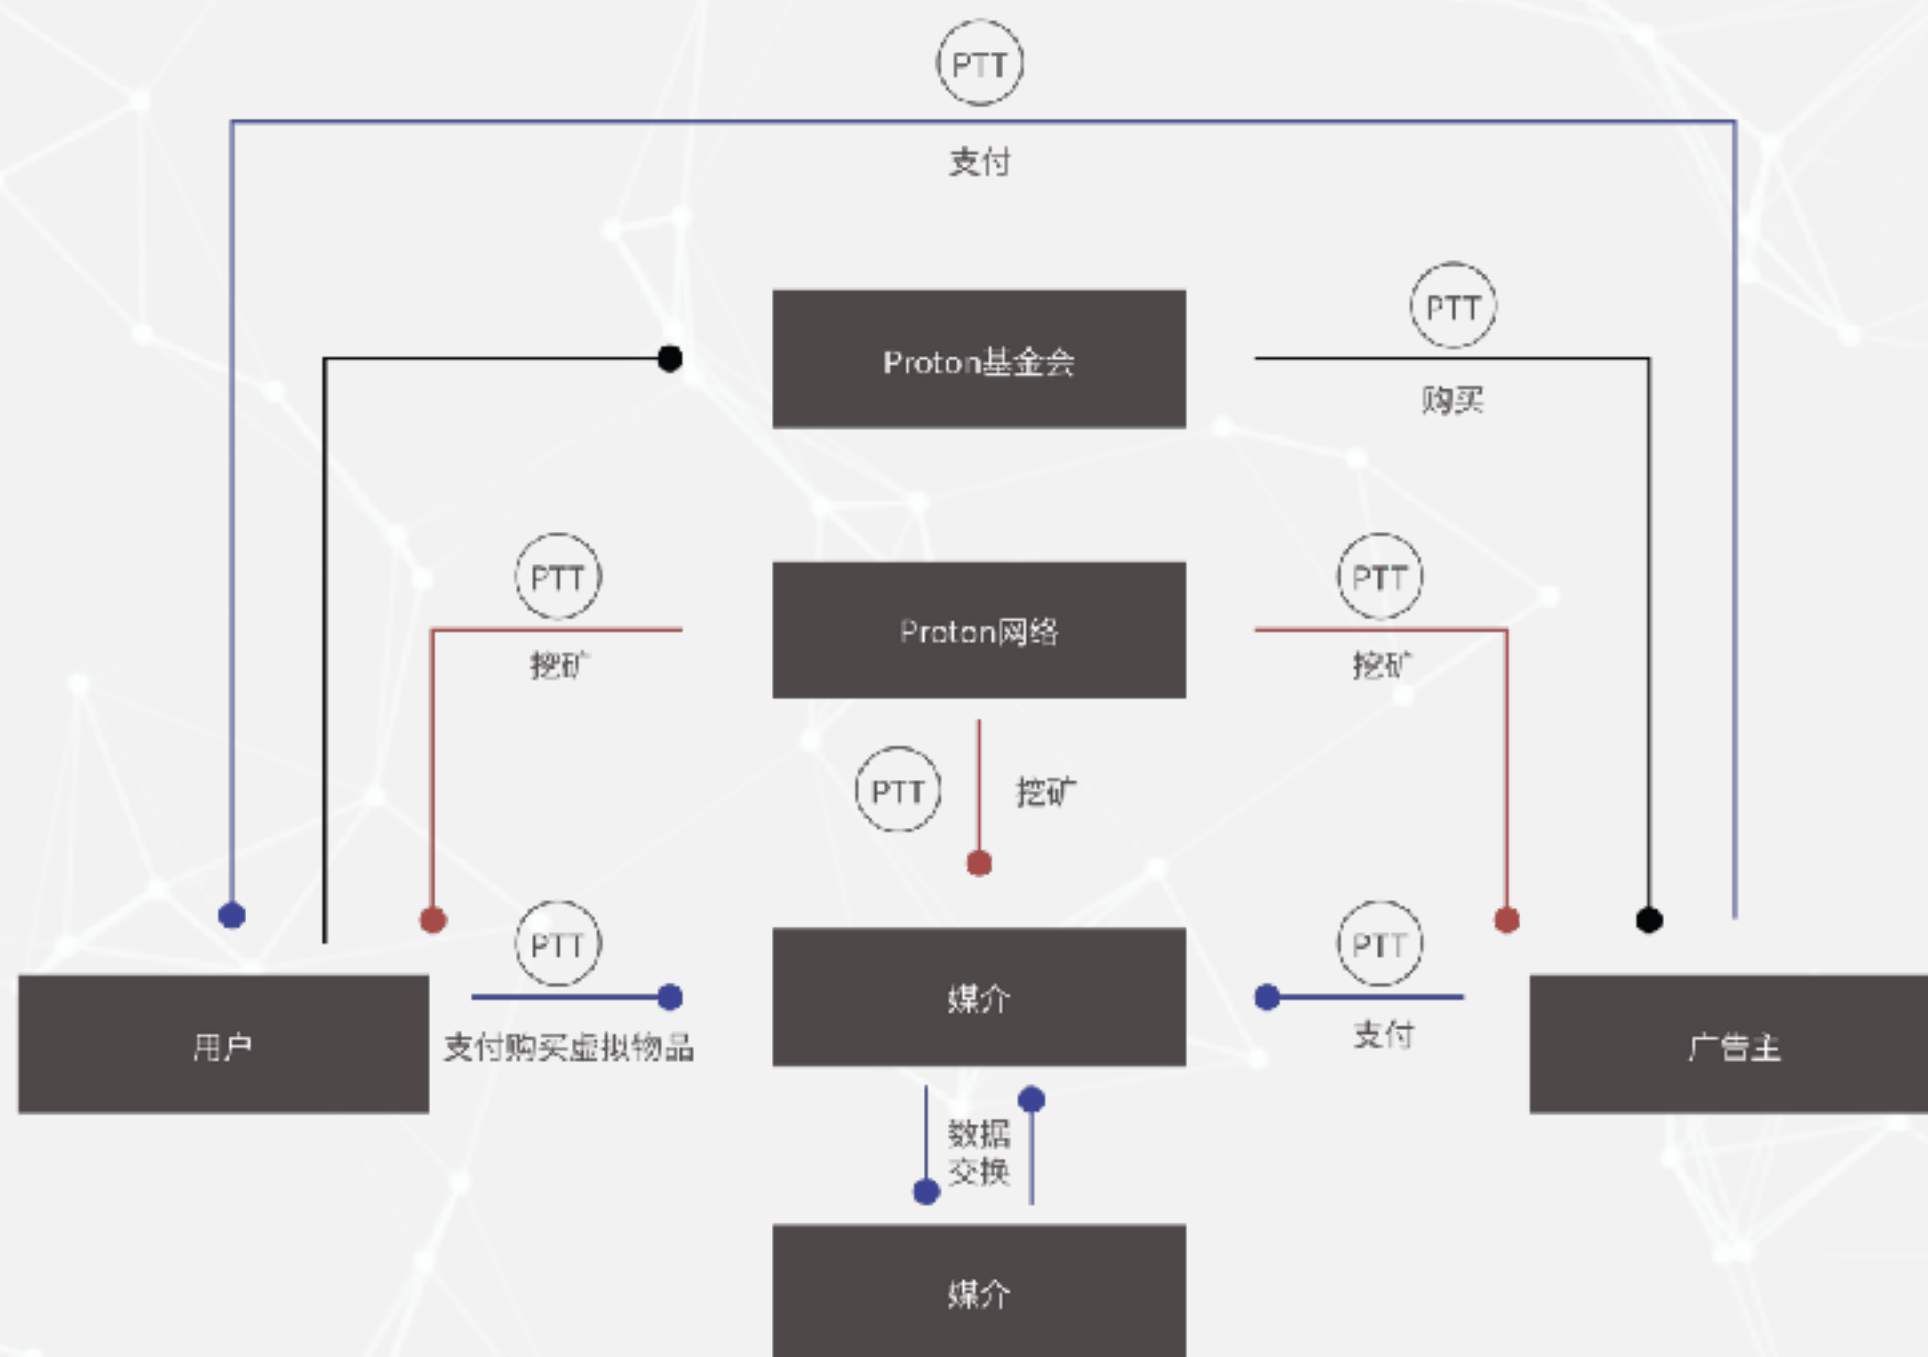 PTT
支付
PTT
Proton基金会
购买
PTT
PTT
Proton网络
挖矿
挖矿
PTT
挖矿
PTT
PTT
媒介
支付
用户
支付购买虚拟物品
广告主
数据
交换
媒介